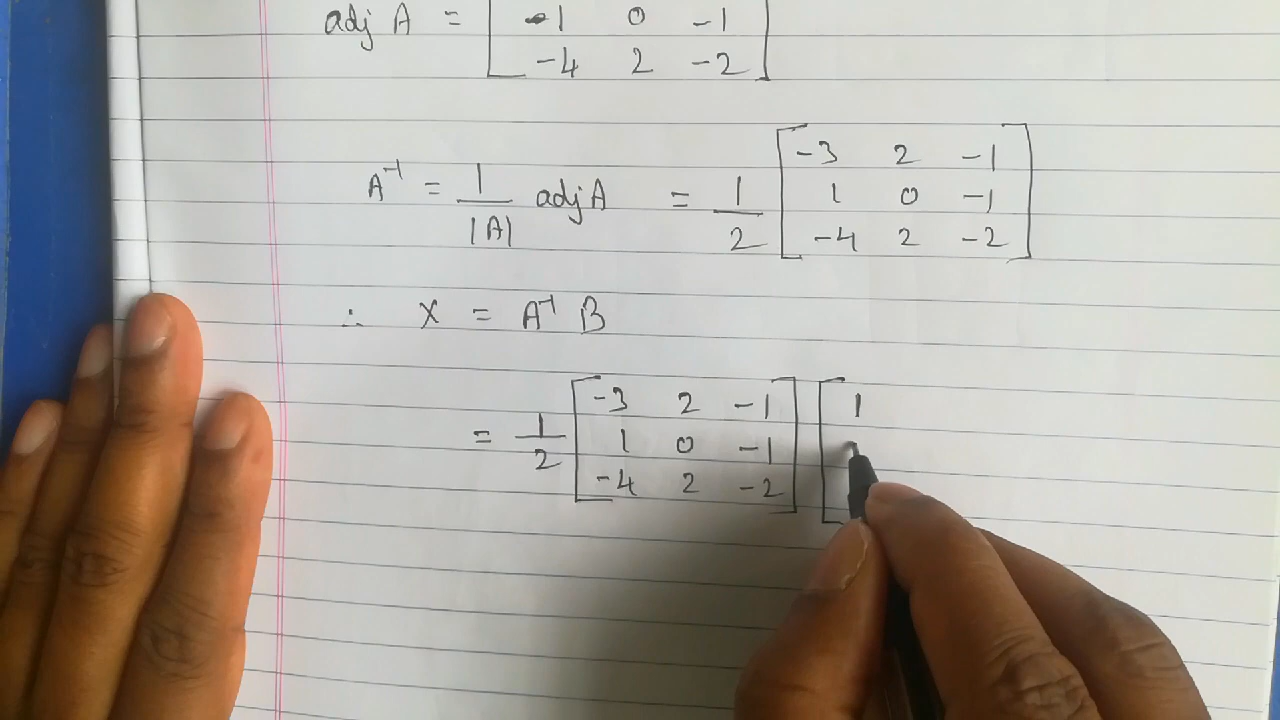 adj A = [ -1 0 -1
-4 2 -2 ]
A⁻¹ = 1/|A| adj A = 1/2 [ -3 2 -1
1 0 -1
-4 2 -2 ]
∴ X = A⁻¹ B
= 1/2 [ -3 2 -1 ] [ 1
1 0 -1
-4 2 -2